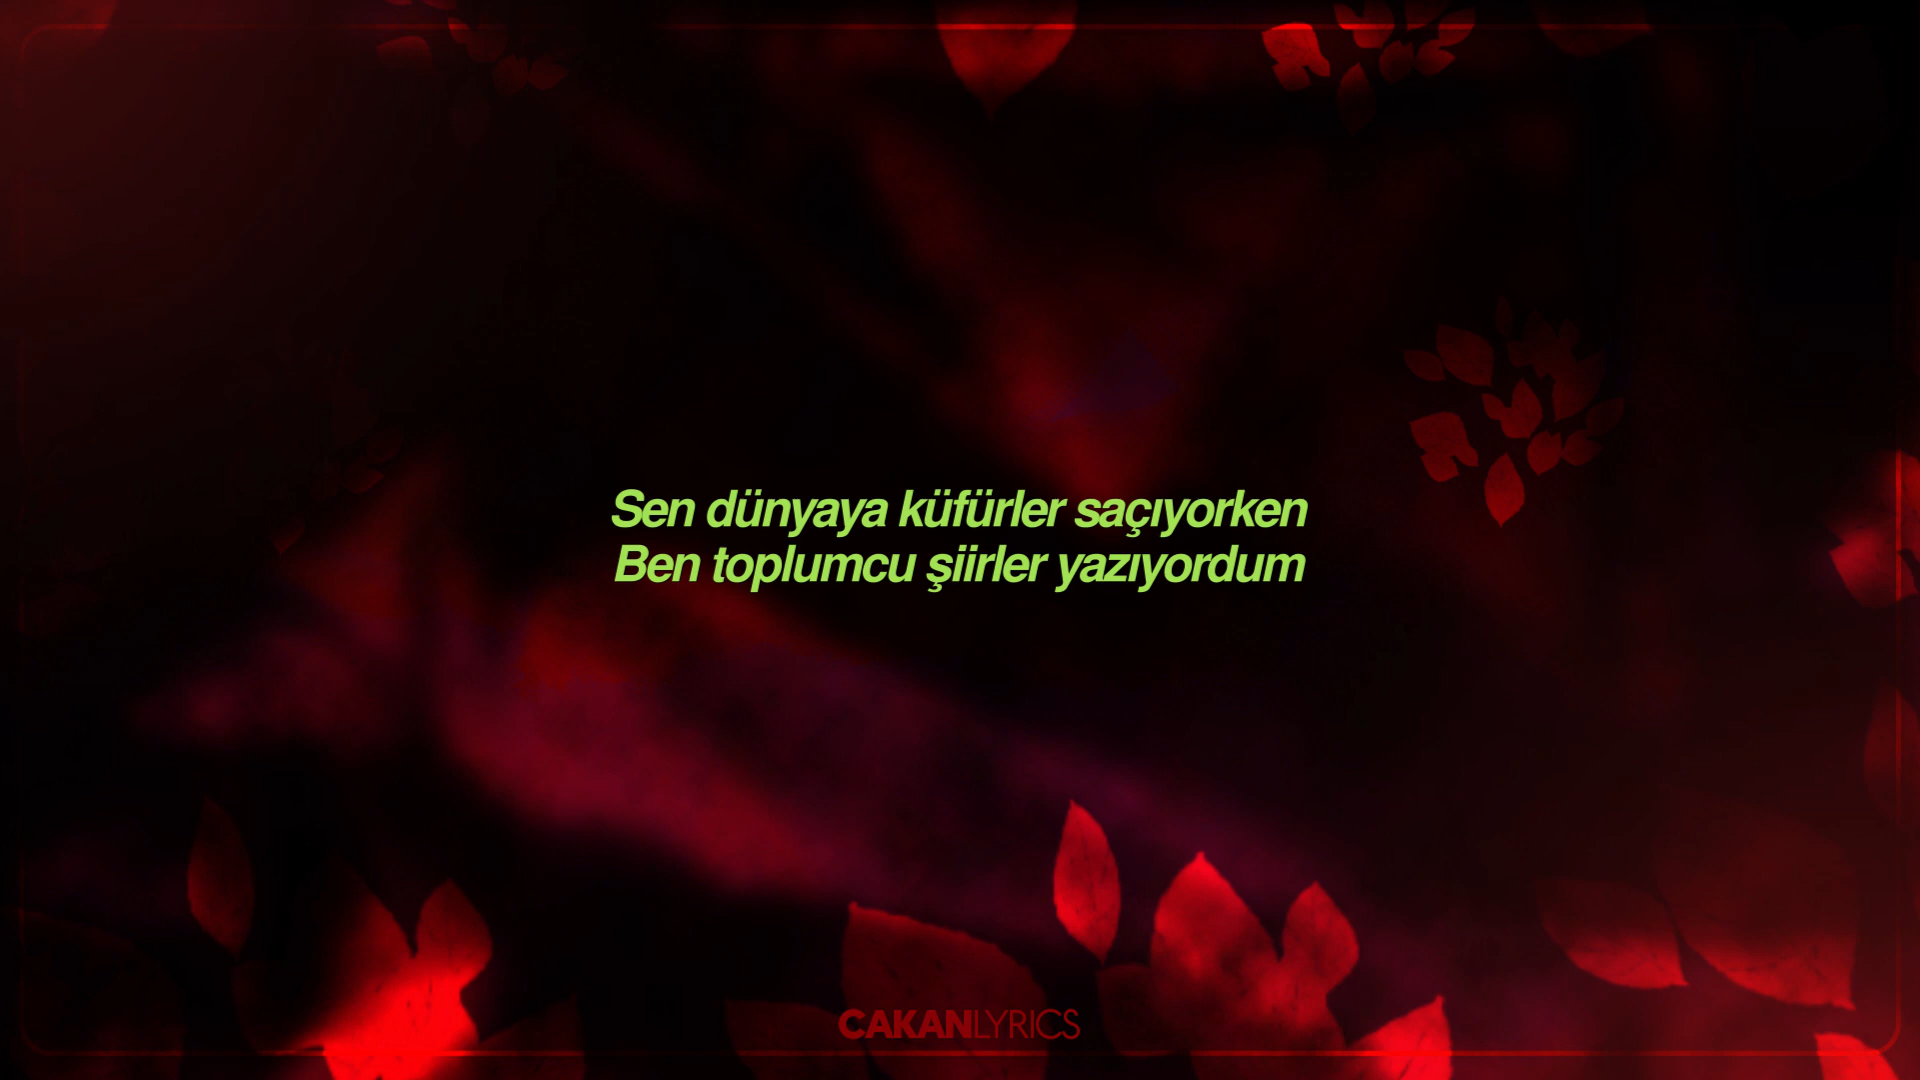 Sen dünyaya küfürler saçıyorken
Ben toplumcu şiirler yazıyordum
CAKANLYRICS